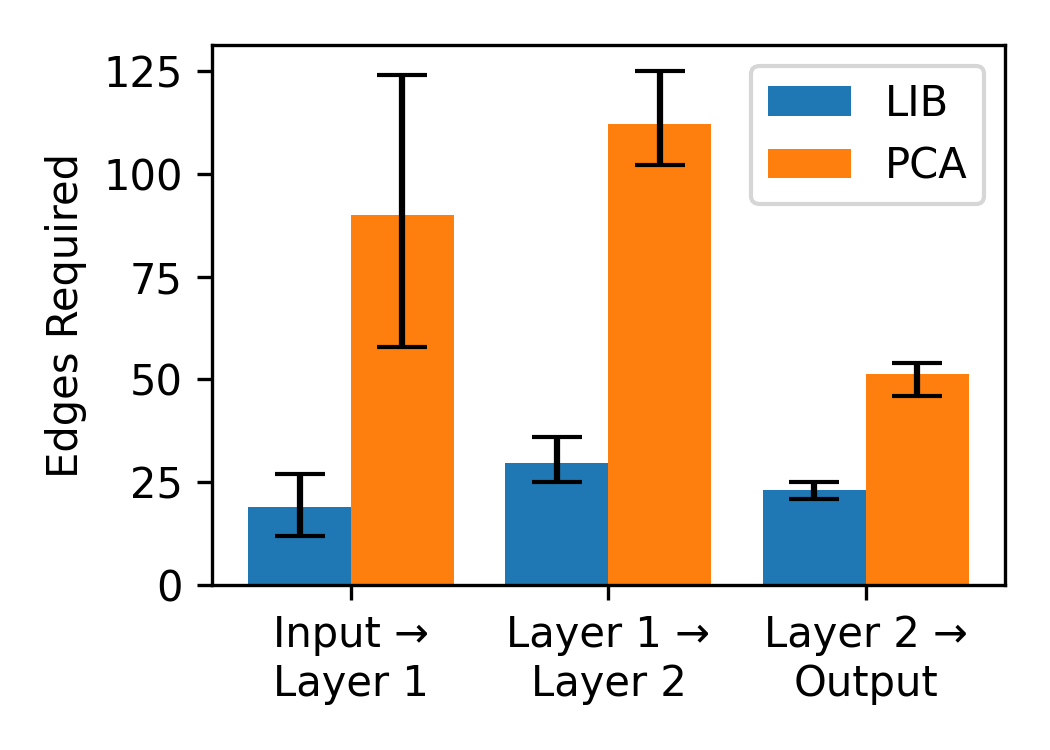 125
100
75
50
25
0
Edges Required
LIB
PCA
Input →
Layer 1
Layer 1 →
Layer 2
Layer 2 →
Output